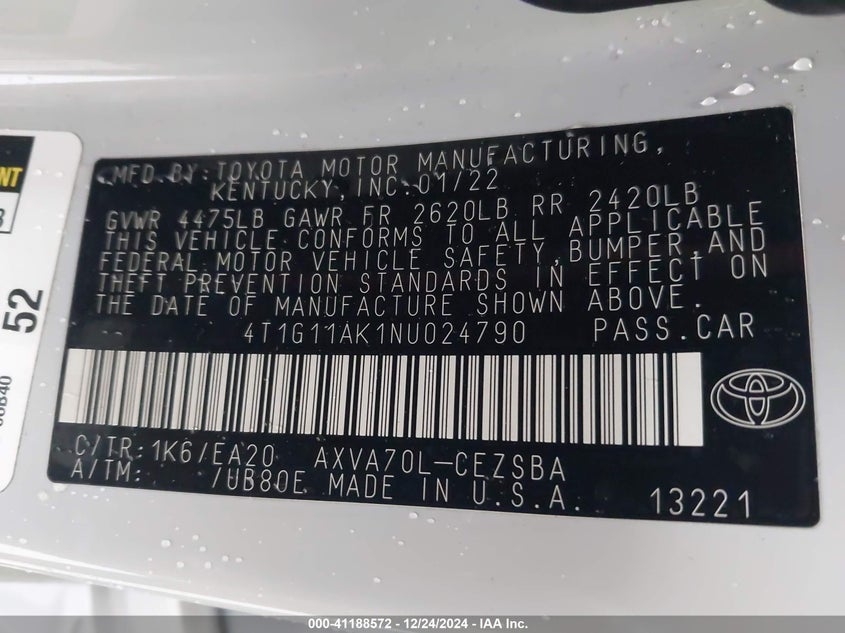 MFD.BY:TOYOTA MOTOR MANUFACTURING,
KENTUCKY,INC.01/22
GVWR 4475LB GAWR FR 2620LB RR 2420LB
THIS VEHICLE CONFORMS TO ALL APPLICABLE
FEDERAL MOTOR VEHICLE SAFETY,BUMPER,AND
THEFT PREVENTION STANDARDS IN EFFECT ON
THE DATE OF MANUFACTURE SHOWN ABOVE.
4T1G11AK1NU024790 PASS.CAR
C/TR:1K6/EA20 AXVA70L-CEZSBA
A/TM: /UB80E MADE IN U.S.A. 13221
52
000-41188572 / 12/24/2024 - IAA Inc.